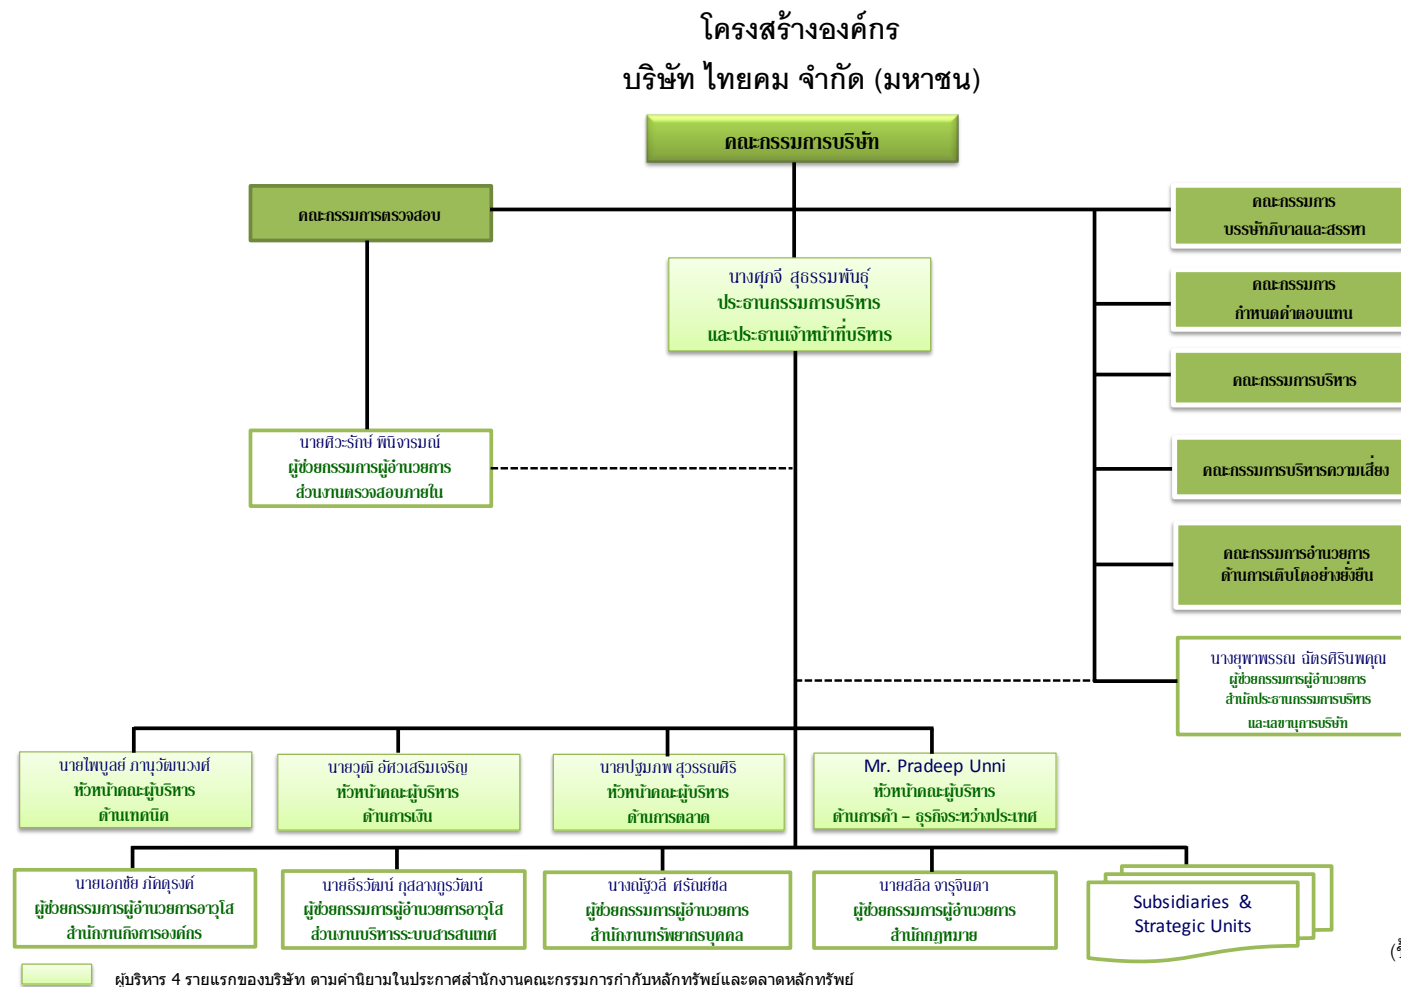 โครงสร้างองค์กร
บริษัท ไทยคม จำกัด (มหาชน)
คณะกรรมการบริษัท
คณะกรรมการตรวจสอบ
คณะกรรมการ
บรรษัทภิบาลและสรรหา
นางศุภจี สุธรรมพันธุ์
ประธานกรรมการบริหาร
และประธานเจ้าหน้าที่บริหาร
คณะกรรมการ
กำหนดค่าตอบแทน
คณะกรรมการบริหาร
นายศิวะรักษ์ พินิจารมณ์
ผู้ช่วยกรรมการผู้อำนวยการ
ส่วนงานตรวจสอบภายใน
คณะกรรมการบริหารความเสี่ยง
คณะกรรมการอำนวยการ
ด้านการเติบโตอย่างยั่งยืน
นางยุพาพรรณ ฉัตรศิรินพคุณ
ผู้ช่วยกรรมการผู้อำนวยการ
สำนักประธานกรรมการบริหาร
และเลขานุการบริษัท
นายไพบูลย์ ภานุวัฒนวงศ์
หัวหน้าคณะผู้บริหาร
ด้านเทคนิค
นายวุฒิ อัศวเสริมเจริญ
หัวหน้าคณะผู้บริหาร
ด้านการเงิน
นายปฐมภพ สุวรรณศิริ
หัวหน้าคณะผู้บริหาร
ด้านการตลาด
Mr. Pradeep Unni
หัวหน้าคณะผู้บริหาร
ด้านการค้า – ธุรกิจระหว่างประเทศ
นายเอกชัย ภัคดุรงค์
ผู้ช่วยกรรมการผู้อำนวยการอาวุโส
สำนักงานกิจการองค์กร
นายธีรวัฒน์ กุสลางกูรวัฒน์
ผู้ช่วยกรรมการผู้อำนวยการอาวุโส
ส่วนงานบริหารระบบสารสนเทศ
นางณัฐวลี ศรัณย์ชล
ผู้ช่วยกรรมการผู้อำนวยการ
สำนักงานทรัพยากรบุคคล
นายสลิล จารุจินดา
ผู้ช่วยกรรมการผู้อำนวยการ
สำนักกฎหมาย
Subsidiaries &
Strategic Units
ผู้บริหาร 4 รายแรกของบริษัท ตามคำนิยามในประกาศสำนักงานคณะกรรมการกำกับหลักทรัพย์และตลาดหลักทรัพย์